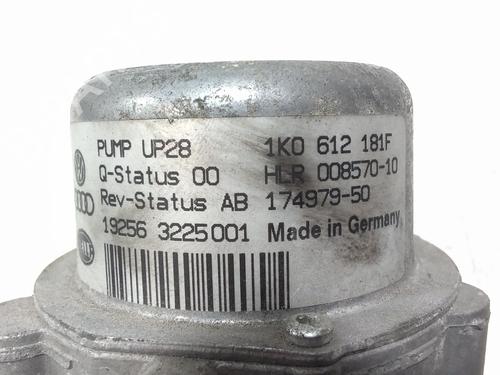 PUMP UP28 1K0 612 181F
Q-Status 00 HLR 008570-10
Rev-Status AB 174979-50
19256 3225001 Made in Germany